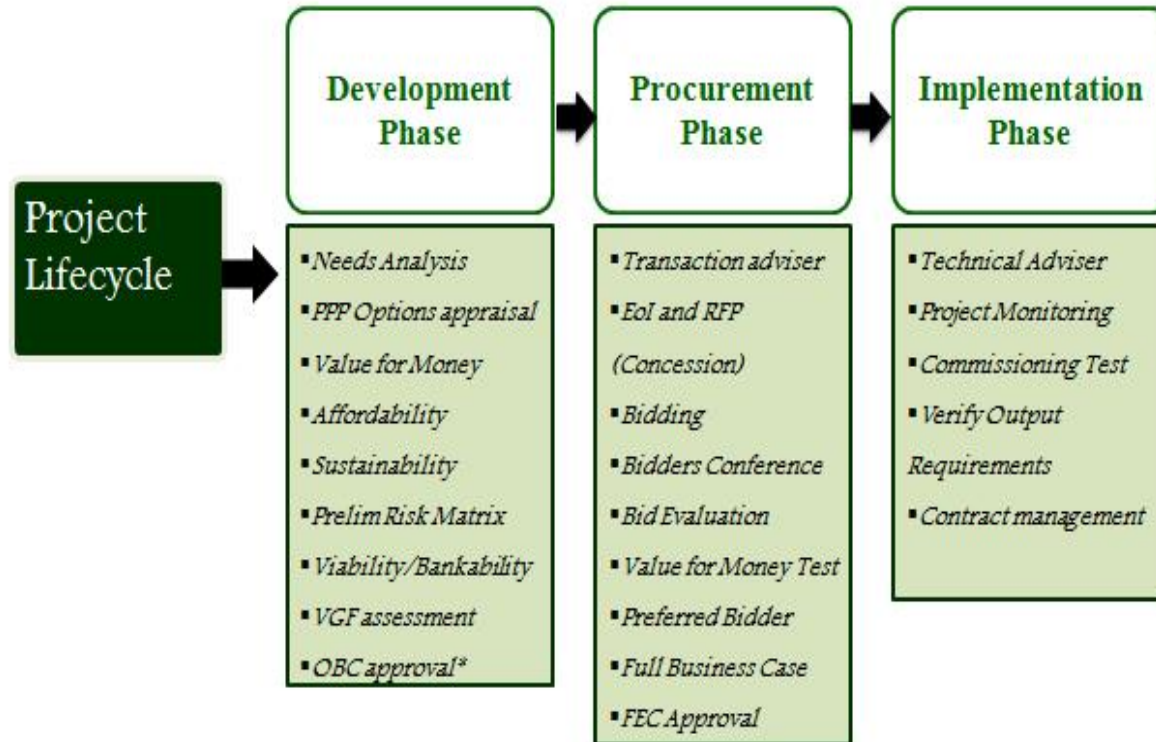 Project
Lifecycle
Development
Phase
▪Needs Analysis
▪PPP Options appraisal
▪Value for Money
▪Affordability
▪Sustainability
▪Prelim Risk Matrix
▪Viability/Bankability
▪VGF assessment
▪OBC approval*
Procurement
Phase
▪Transaction adviser
▪EoI and RFP
(Concession)
▪Bidding
▪Bidders Conference
▪Bid Evaluation
▪Value for Money Test
▪Preferred Bidder
▪Full Business Case
▪FEC Approval
Implementation
Phase
▪Technical Adviser
▪Project Monitoring
▪Commissioning Test
▪Verify Output
Requirements
▪Contract management